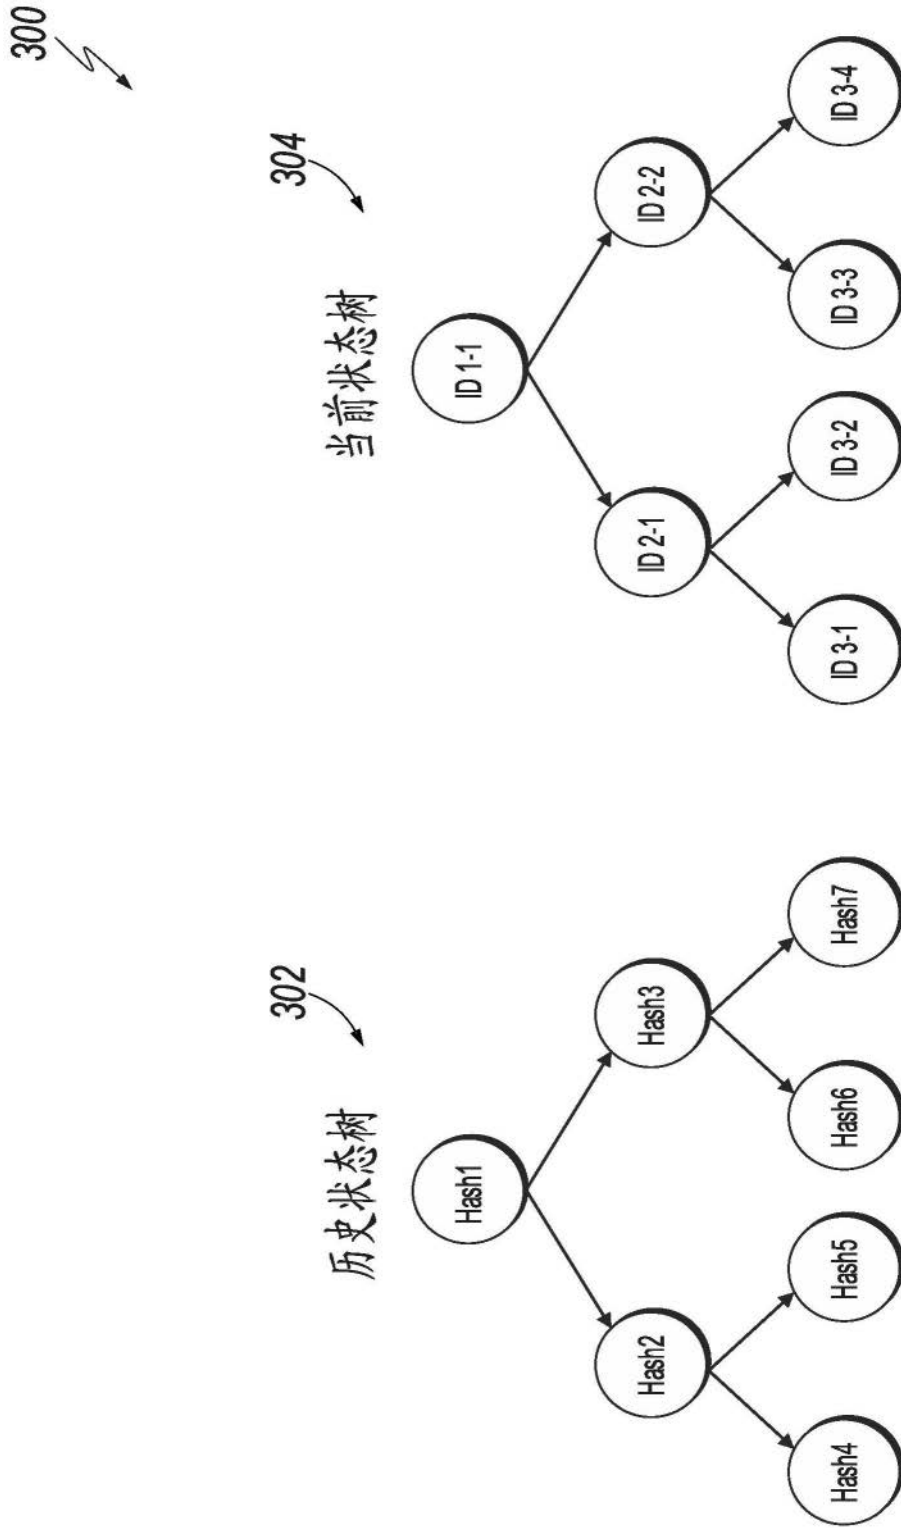 300
302
304
历史状态树
当前状态树
Hash1
ID 1-1
Hash2
Hash3
ID 2-1
ID 2-2
Hash4
Hash5
Hash6
Hash7
ID 3-1
ID 3-2
ID 3-3
ID 3-4